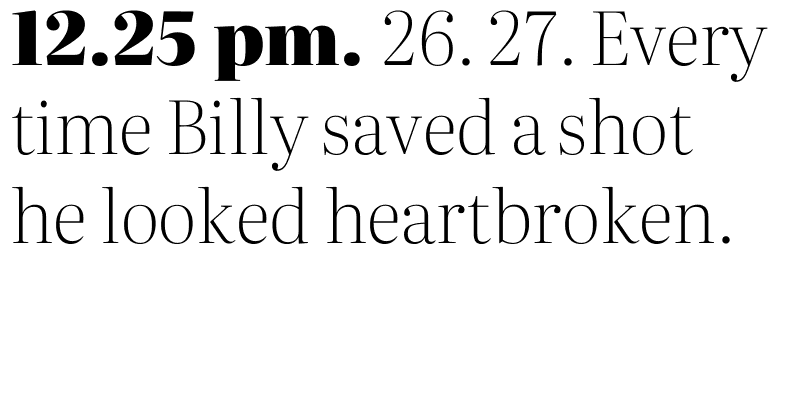 12.25 pm. 26. 27. Every
time Billy saved a shot
he looked heartbroken.